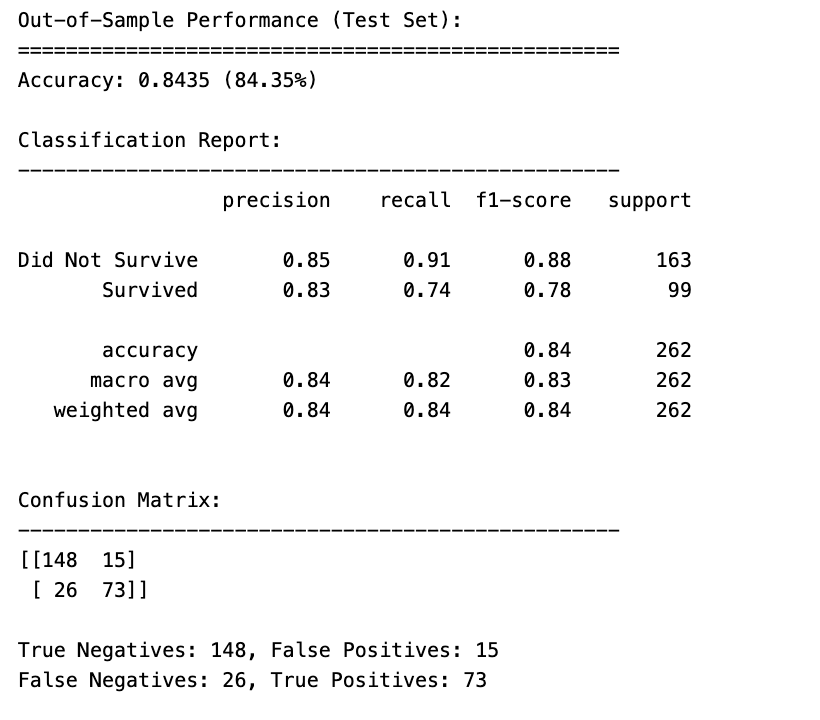 Out-of-Sample Performance (Test Set):
==================================================
Accuracy: 0.8435 (84.35%)
Classification Report:
--------------------------------------------------
precision recall f1-score support
Did Not Survive 0.85 0.91 0.88 163
Survived 0.83 0.74 0.78 99
accuracy 0.84 262
macro avg 0.84 0.82 0.83 262
weighted avg 0.84 0.84 0.84 262
Confusion Matrix:
--------------------------------------------------
[[148 15]
[ 26 73]]
True Negatives: 148, False Positives: 15
False Negatives: 26, True Positives: 73